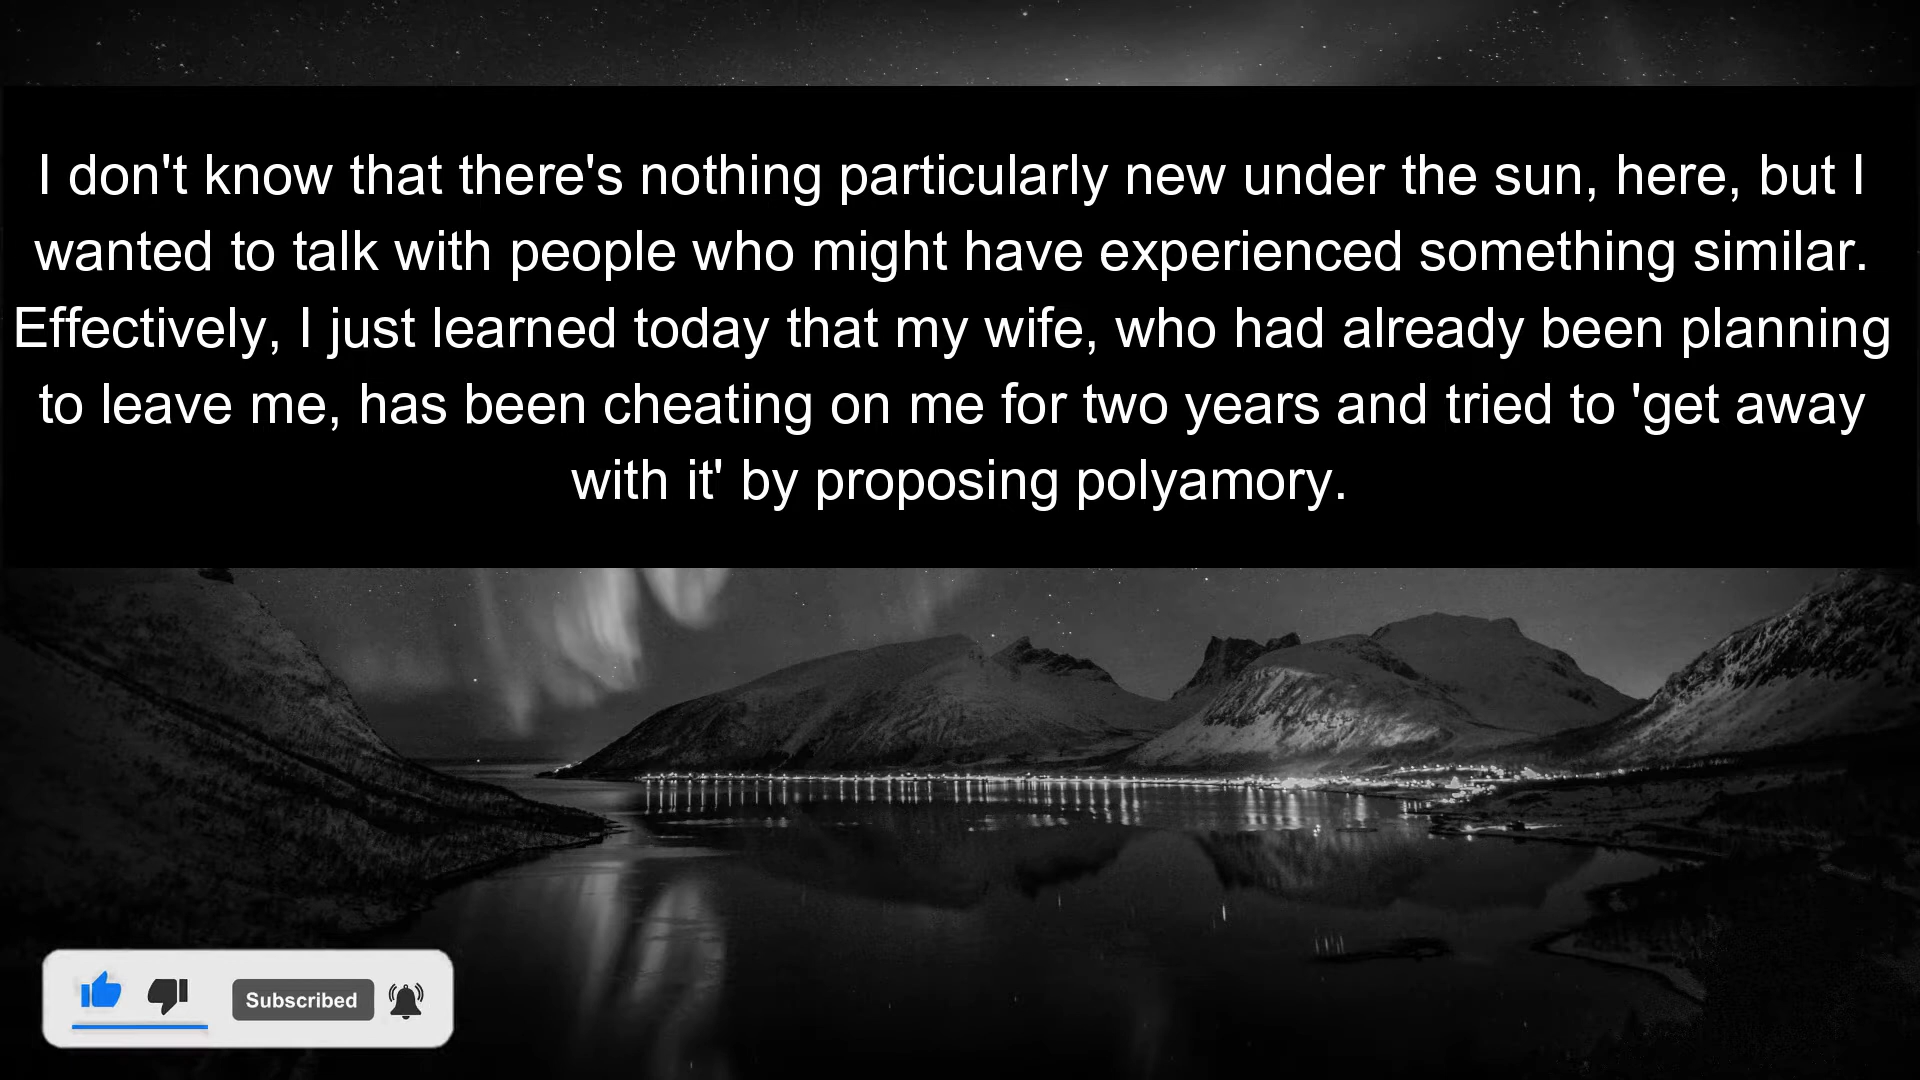 I don't know that there's nothing particularly new under the sun, here, but I
wanted to talk with people who might have experienced something similar.
Effectively, I just learned today that my wife, who had already been planning
to leave me, has been cheating on me for two years and tried to 'get away
with it' by proposing polyamory.
Subscribed